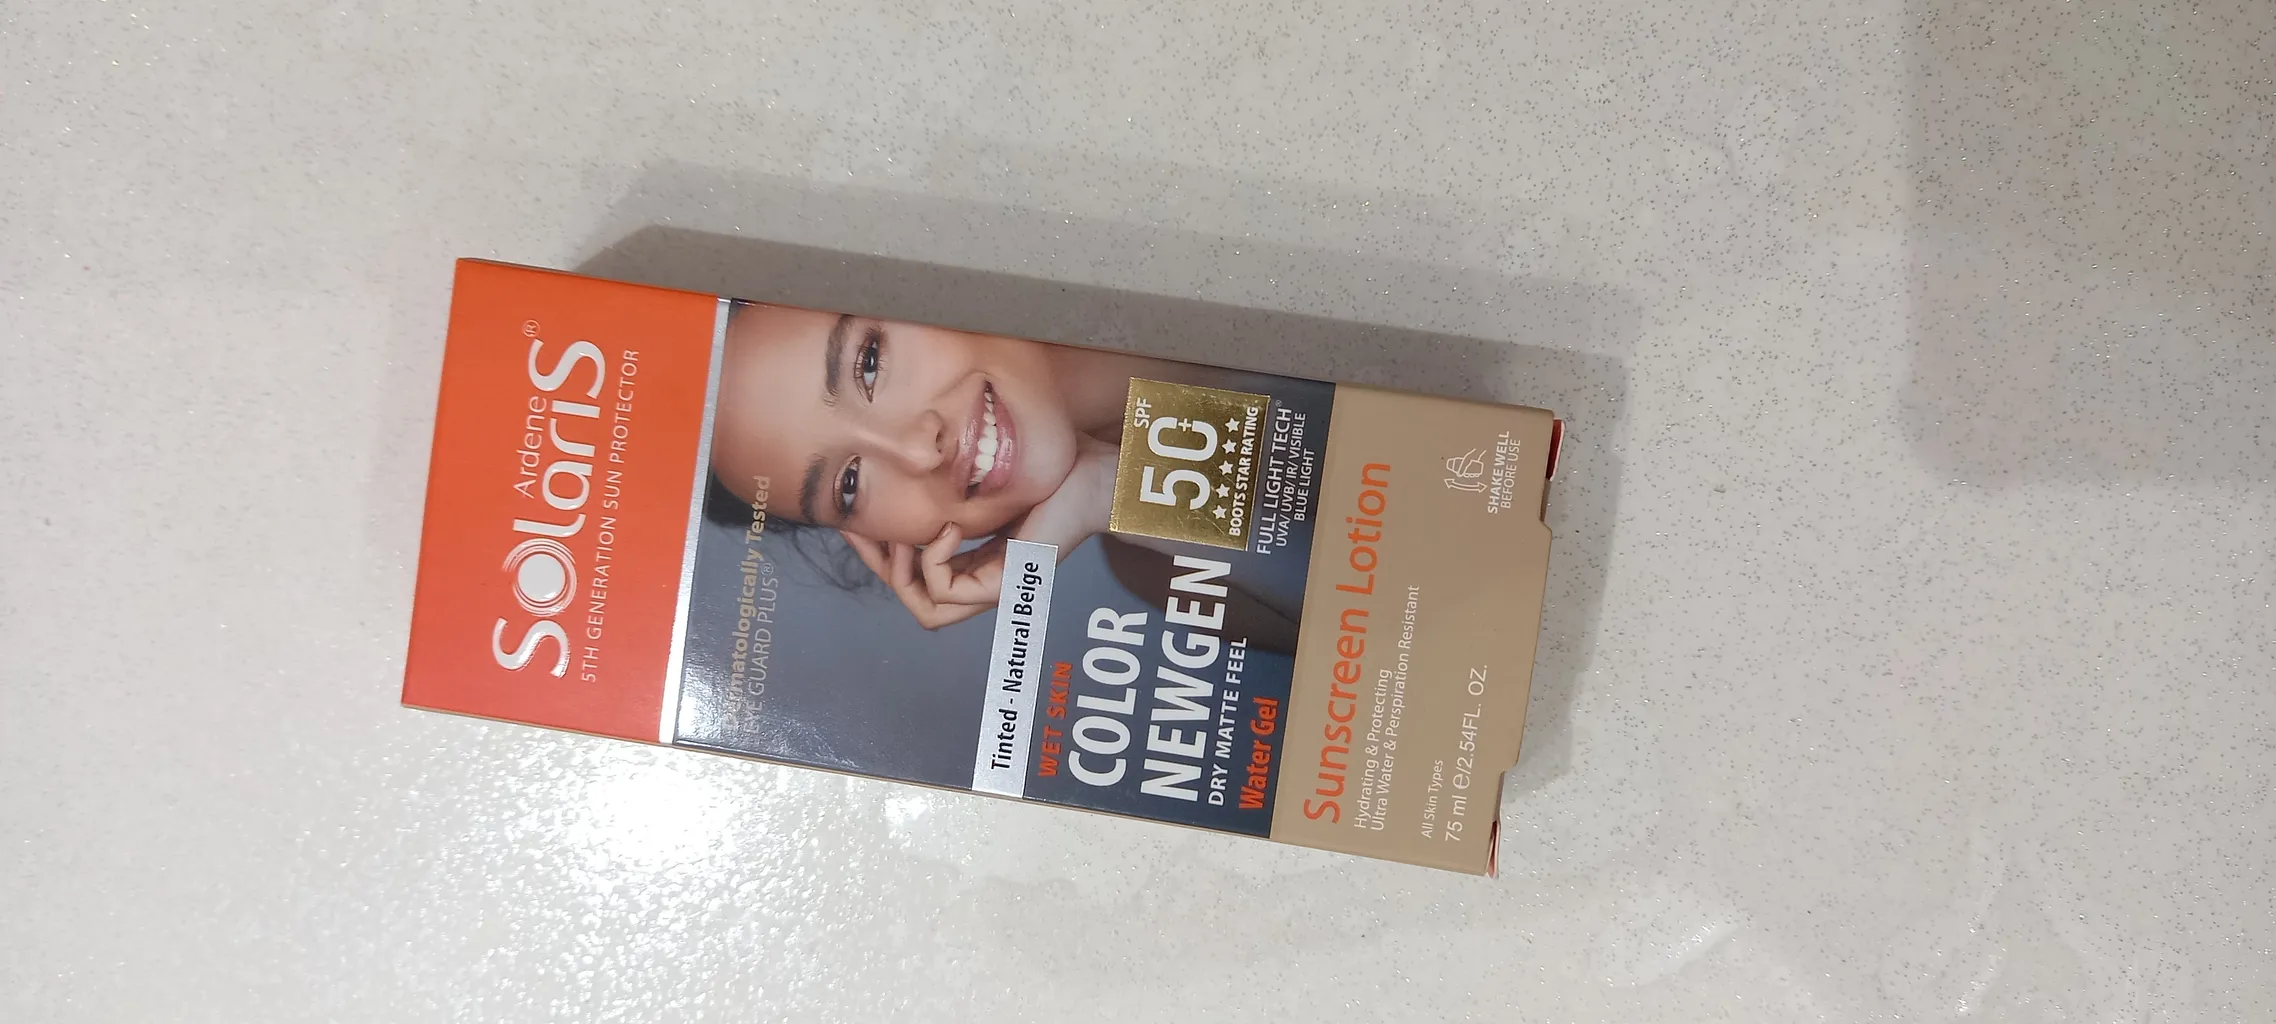 Ardene
SOLARIS®
5TH GENERATION SUN PROTECTOR
Dermatologically Tested
EYE GUARD PLUS®
Tinted - Natural Beige
WET SKIN
COLOR
NEWGEN
DRY MATTE FEEL
Water Gel
SPF
50+
★★★★★
BOOTS STAR RATING
FULL LIGHT TECH®
UVA/ UVB/ IR/ VISIBLE
BLUE LIGHT
Sunscreen Lotion
Hydrating & Protecting
Ultra Water & Perspiration Resistant
All Skin Types
75 ml ℮/2.54FL. OZ.
SHAKE WELL
BEFORE USE